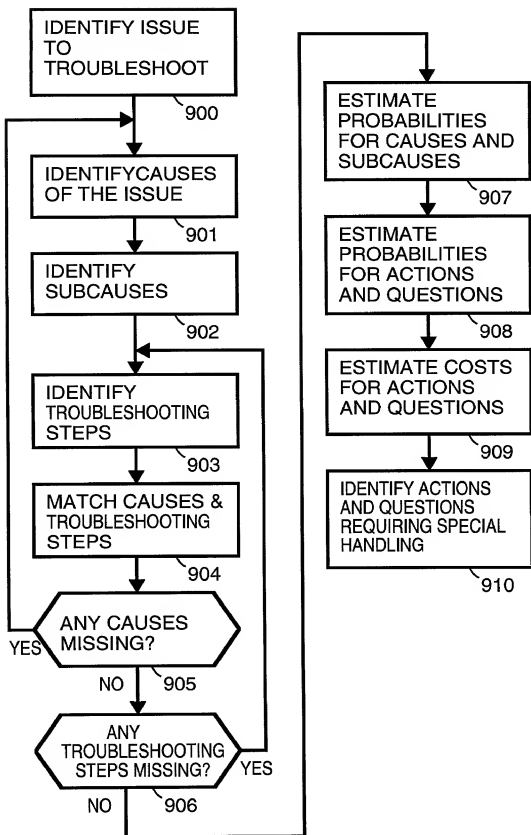 IDENTIFY ISSUE
TO
TROUBLESHOOT
900
IDENTIFYCAUSES
OF THE ISSUE
901
IDENTIFY
SUBCAUSES
902
IDENTIFY
TROUBLESHOOTING
STEPS
903
MATCH CAUSES &
TROUBLESHOOTING
STEPS
904
ANY CAUSES
MISSING?
YES
905
NO
ANY
TROUBLESHOOTING
STEPS MISSING?
YES
906
NO
ESTIMATE
PROBABILITIES
FOR CAUSES AND
SUBCAUSES
907
ESTIMATE
PROBABILITIES
FOR ACTIONS
AND QUESTIONS
908
ESTIMATE COSTS
FOR ACTIONS
AND QUESTIONS
909
IDENTIFY ACTIONS
AND QUESTIONS
REQUIRING SPECIAL
HANDLING
910